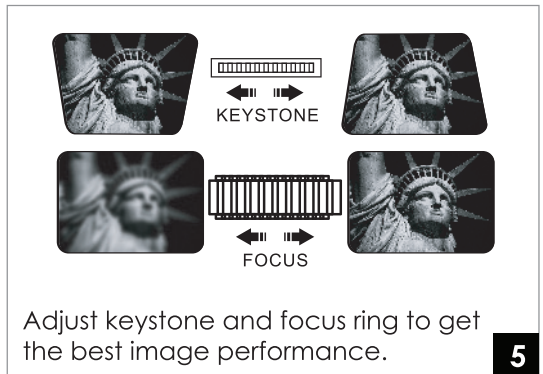 KEYSTONE
FOCUS
Adjust keystone and focus ring to get
the best image performance.
5